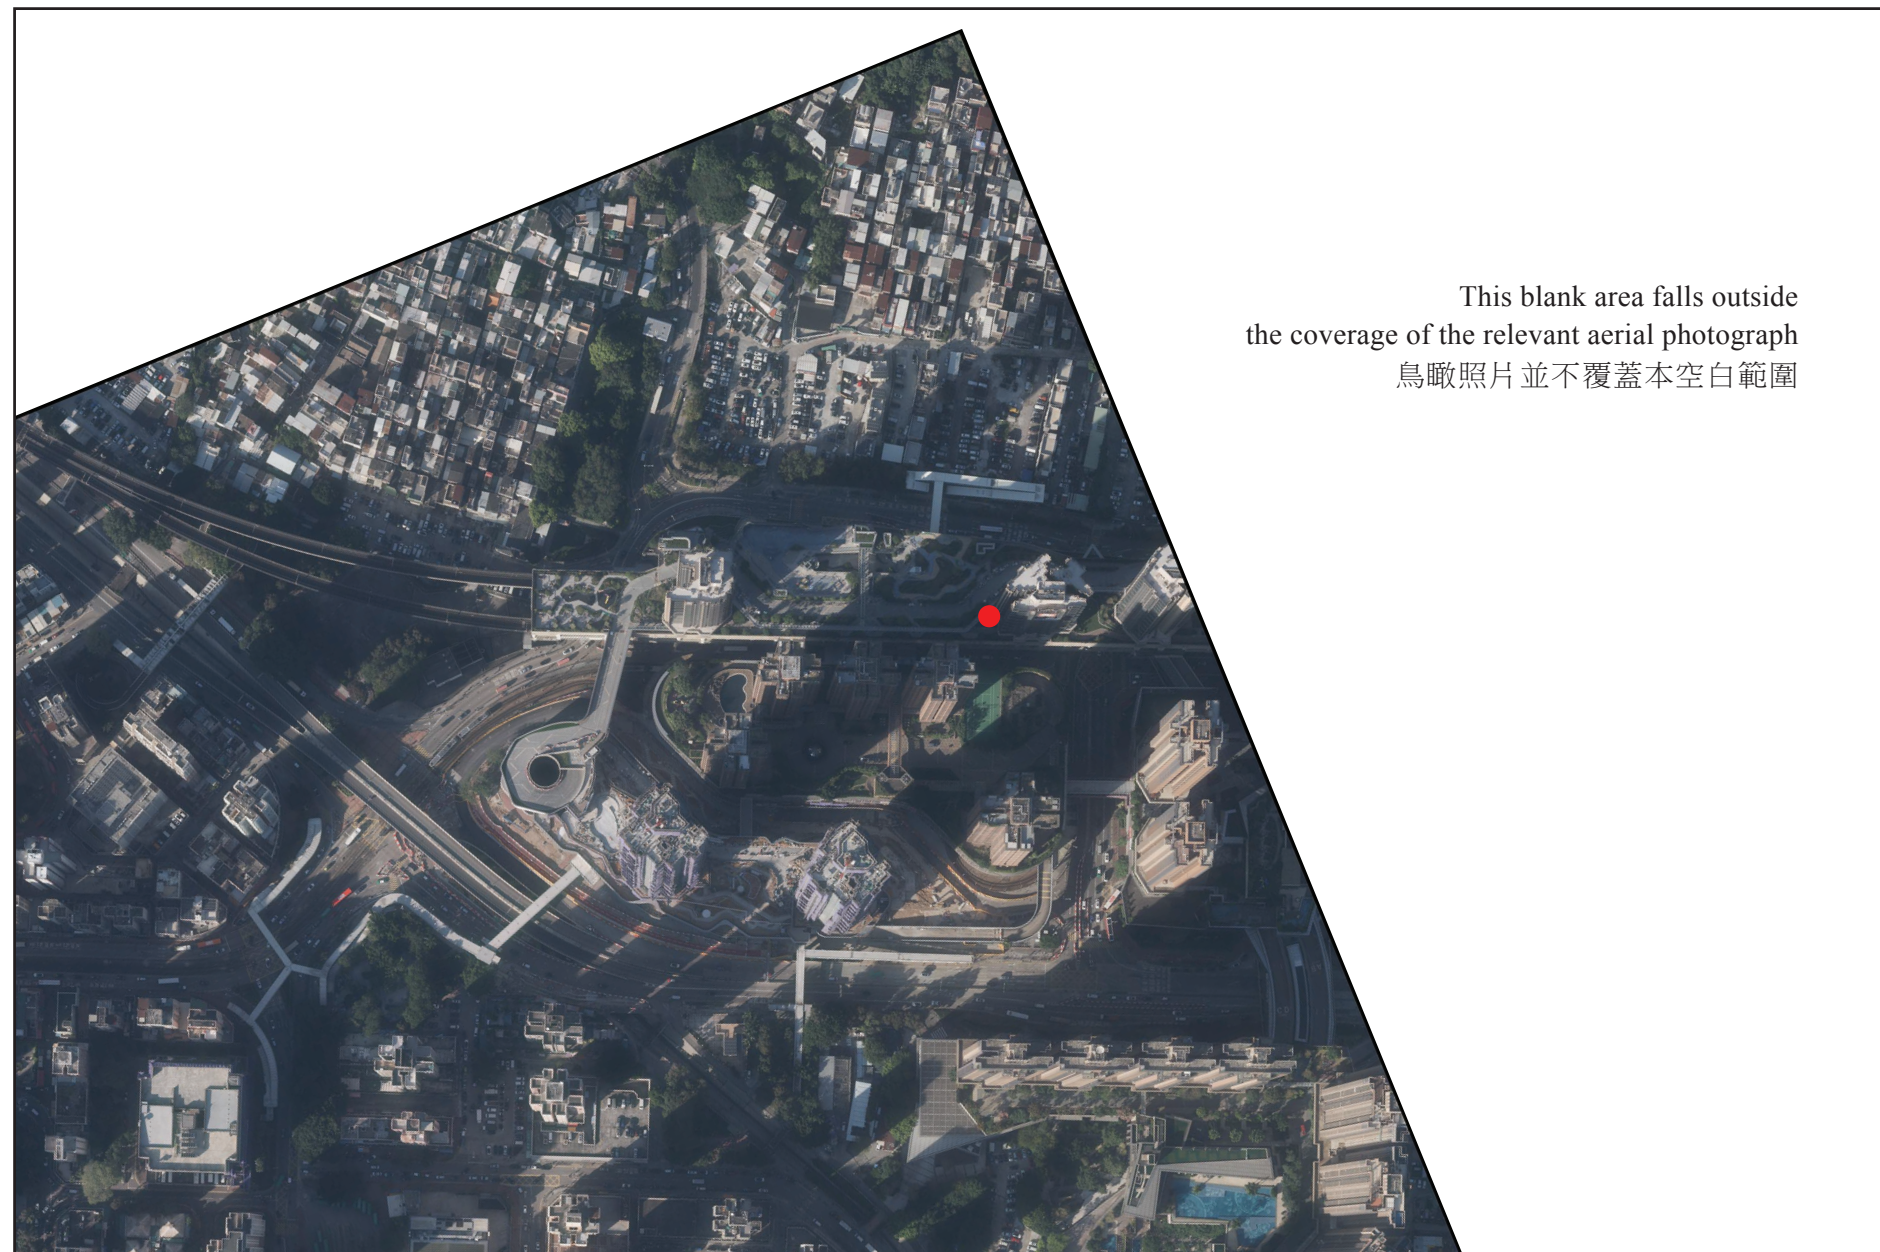 This blank area falls outside
the coverage of the relevant aerial photograph
鳥瞰照片並不覆蓋本空白範圍